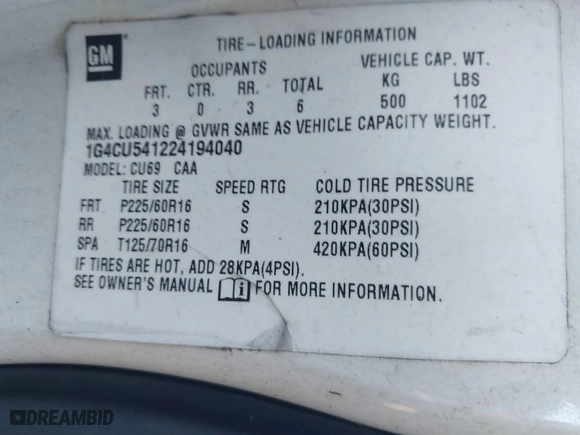 GM
TIRE-LOADING INFORMATION
OCCUPANTS VEHICLE CAP. WT.
FRT. CTR. RR. TOTAL KG LBS
3 0 3 6 500 1102
MAX. LOADING @ GVWR SAME AS VEHICLE CAPACITY WEIGHT.
1G4CU541224194040
MODEL: CU69 CAA
TIRE SIZE SPEED RTG COLD TIRE PRESSURE
FRT P225/60R16 S 210KPA(30PSI)
RR P225/60R16 S 210KPA(30PSI)
SPA T125/70R16 M 420KPA(60PSI)
IF TIRES ARE HOT, ADD 28KPA(4PSI).
SEE OWNER'S MANUAL i FOR MORE INFORMATION.
DREAMBID